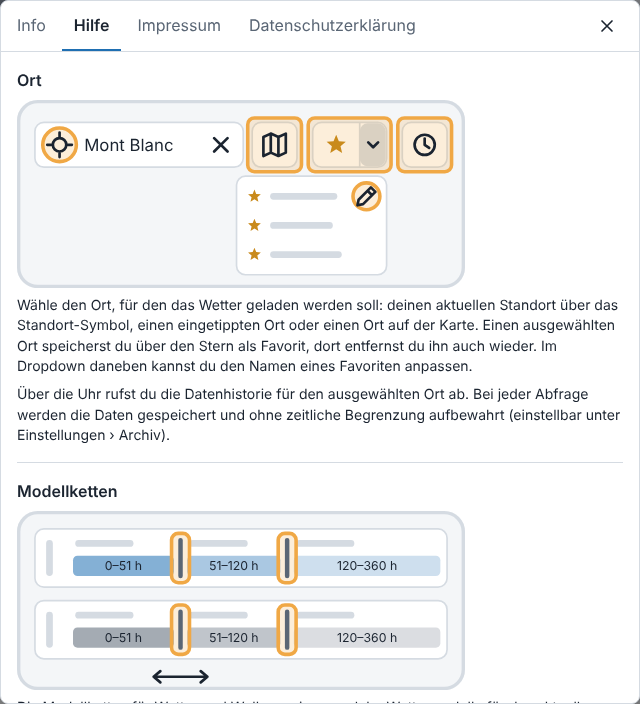 Info Hilfe Impressum Datenschutzerklärung
Ort
Mont Blanc
Wähle den Ort, für den das Wetter geladen werden soll: deinen aktuellen Standort über das
Standort-Symbol, einen eingetippten Ort oder einen Ort auf der Karte. Einen ausgewählten
Ort speicherst du über den Stern als Favorit, dort entfernst du ihn auch wieder. Im
Dropdown daneben kannst du den Namen eines Favoriten anpassen.
Über die Uhr rufst du die Datenhistorie für den ausgewählten Ort ab. Bei jeder Abfrage
werden die Daten gespeichert und ohne zeitliche Begrenzung aufbewahrt (einstellbar unter
Einstellungen › Archiv).
Modellketten
0–51 h 51–120 h 120–360 h
0–51 h 51–120 h 120–360 h